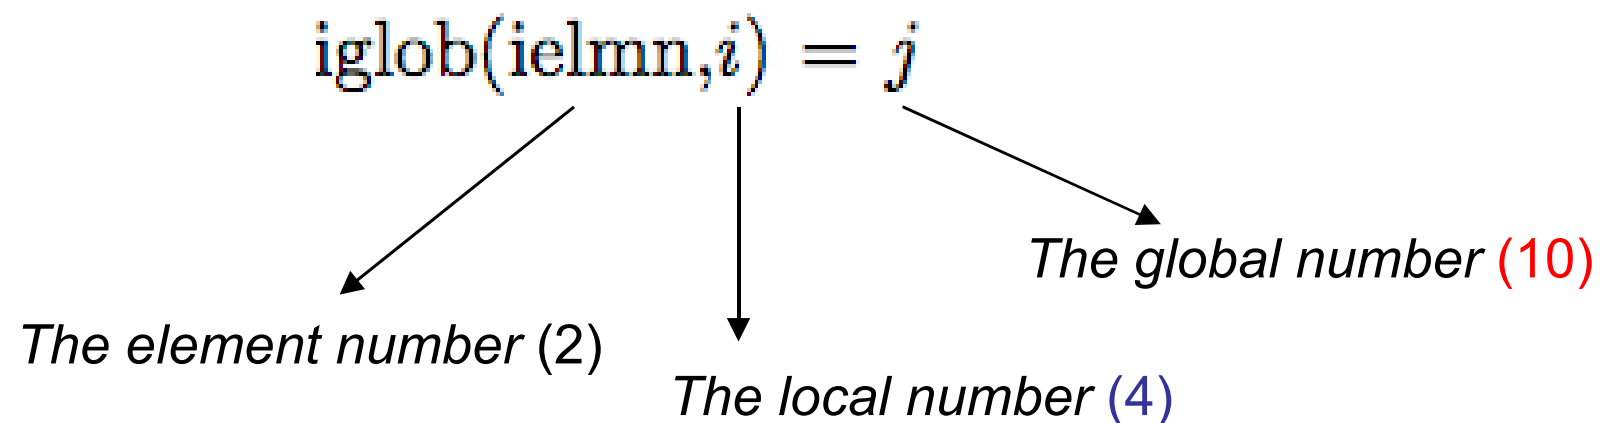 iglob(ielmn,i) = j
The global number (10)
The element number (2)
The local number (4)